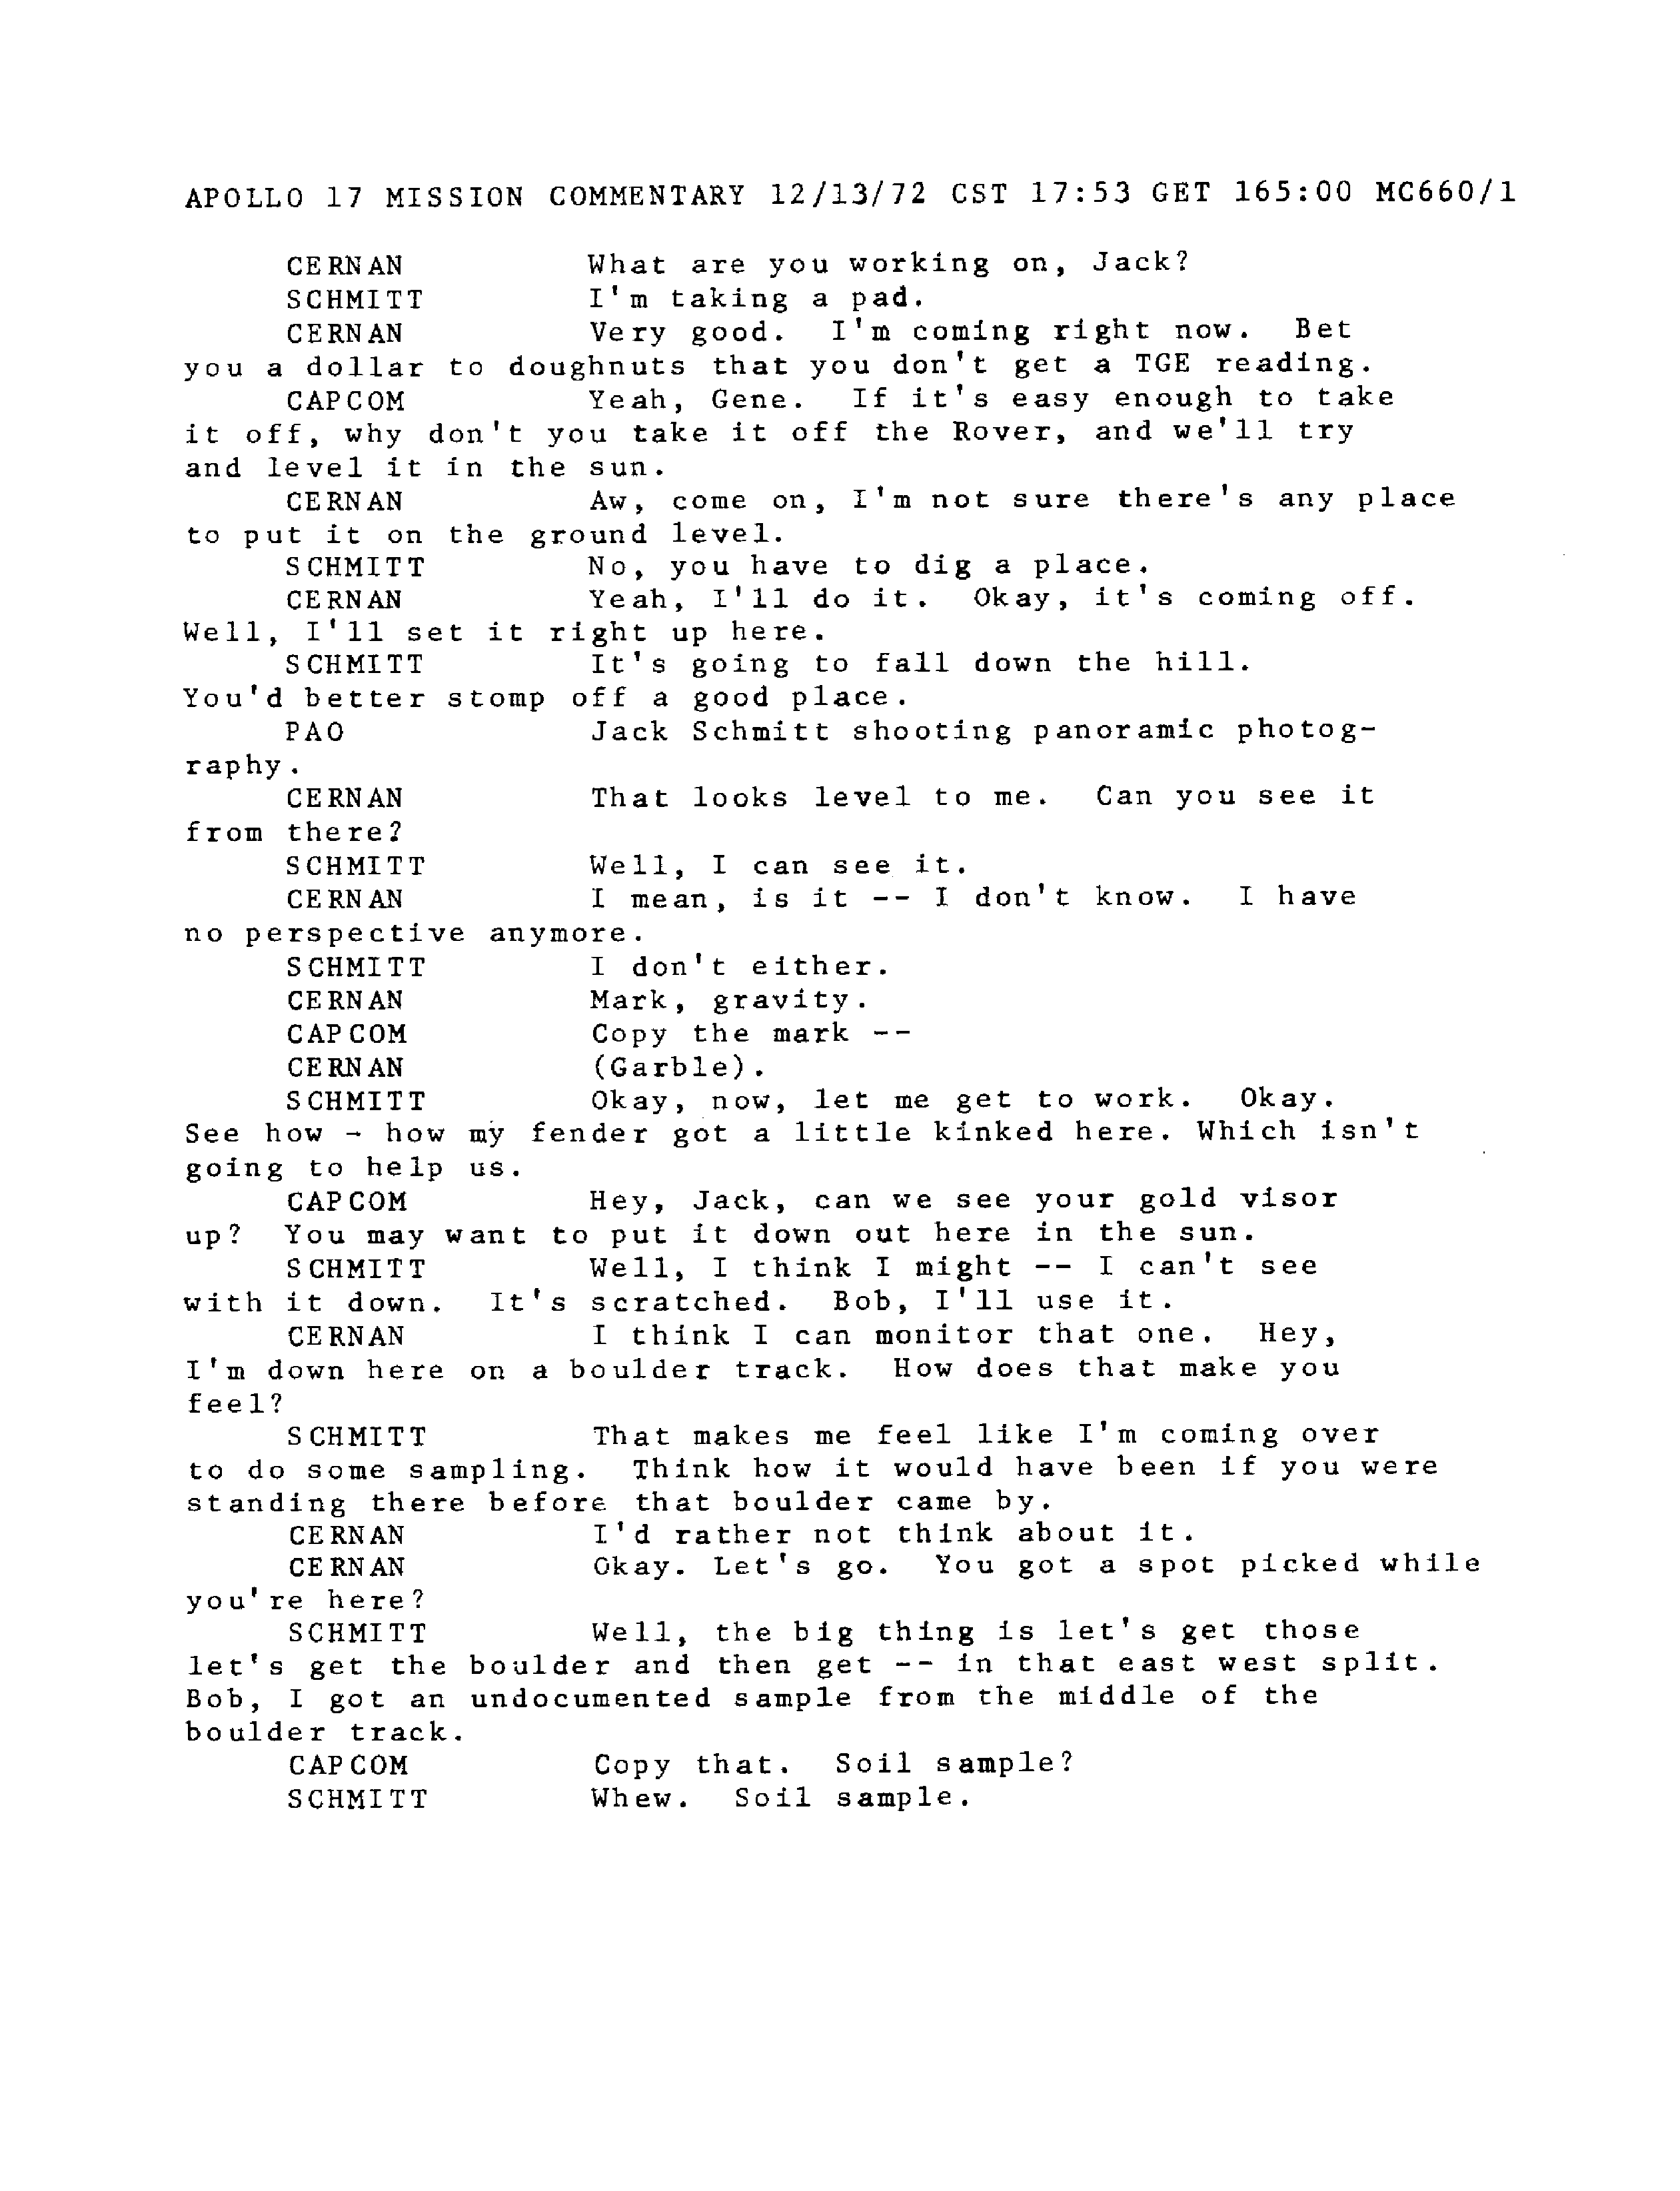 APOLLO 17 MISSION COMMENTARY 12/13/72 CST 17:53 GET 165:00 MC660/1
CERNAN What are you working on, Jack?
SCHMITT I'm taking a pad.
CERNAN Very good. I'm coming right now. Bet
you a dollar to doughnuts that you don't get a TGE reading.
CAPCOM Yeah, Gene. If it's easy enough to take
it off, why don't you take it off the Rover, and we'll try
and level it in the sun.
CERNAN Aw, come on, I'm not sure there's any place
to put it on the ground level.
SCHMITT No, you have to dig a place.
CERNAN Yeah, I'll do it. Okay, it's coming off.
Well, I'll set it right up here.
SCHMITT It's going to fall down the hill.
You'd better stomp off a good place.
PAO Jack Schmitt shooting panoramic photog-
raphy.
CERNAN That looks level to me. Can you see it
from there?
SCHMITT Well, I can see it.
CERNAN I mean, is it -- I don't know. I have
no perspective anymore.
SCHMITT I don't either.
CERNAN Mark, gravity.
CAPCOM Copy the mark --
CERNAN (Garble).
SCHMITT Okay, now, let me get to work. Okay.
See how - how my fender got a little kinked here. Which isn't
going to help us.
CAPCOM Hey, Jack, can we see your gold visor
up? You may want to put it down out here in the sun.
SCHMITT Well, I think I might -- I can't see
with it down. It's scratched. Bob, I'll use it.
CERNAN I think I can monitor that one. Hey,
I'm down here on a boulder track. How does that make you
feel?
SCHMITT That makes me feel like I'm coming over
to do some sampling. Think how it would have been if you were
standing there before that boulder came by.
CERNAN I'd rather not think about it.
CERNAN Okay. Let's go. You got a spot picked while
you're here?
SCHMITT Well, the big thing is let's get those
let's get the boulder and then get -- in that east west split.
Bob, I got an undocumented sample from the middle of the
boulder track.
CAPCOM Copy that. Soil sample?
SCHMITT Whew. Soil sample.